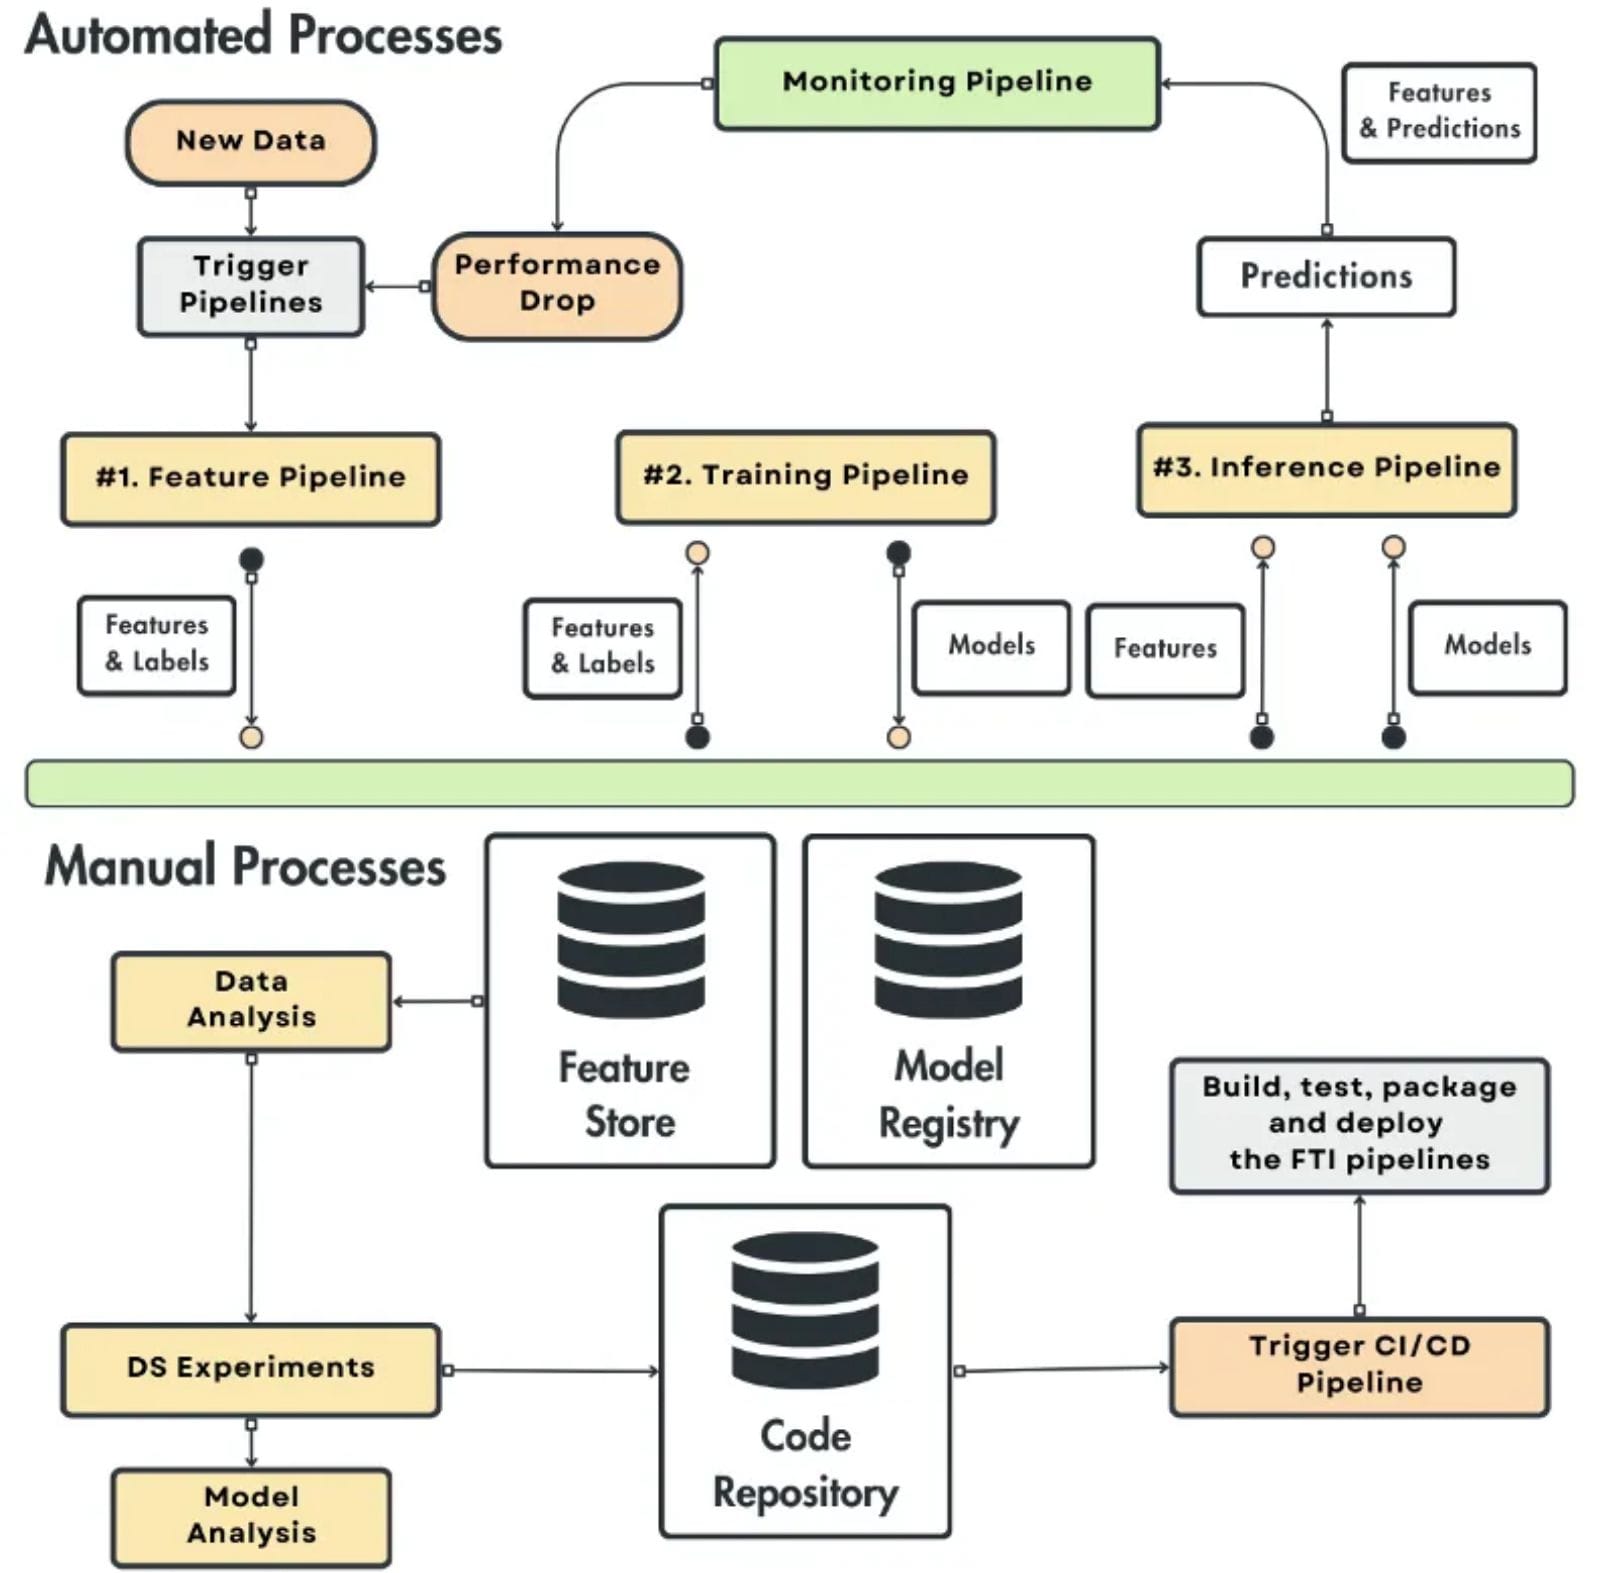 Automated Processes
Monitoring Pipeline
Features
& Predictions
New Data
Trigger
Pipelines
Performance
Drop
Predictions
#1. Feature Pipeline
#2. Training Pipeline
#3. Inference Pipeline
Features
& Labels
Features
& Labels
Models
Features
Models
Manual Processes
Data
Analysis
Feature
Store
Model
Registry
Build, test, package
and deploy
the FTI pipelines
DS Experiments
Code
Repository
Trigger CI/CD
Pipeline
Model
Analysis